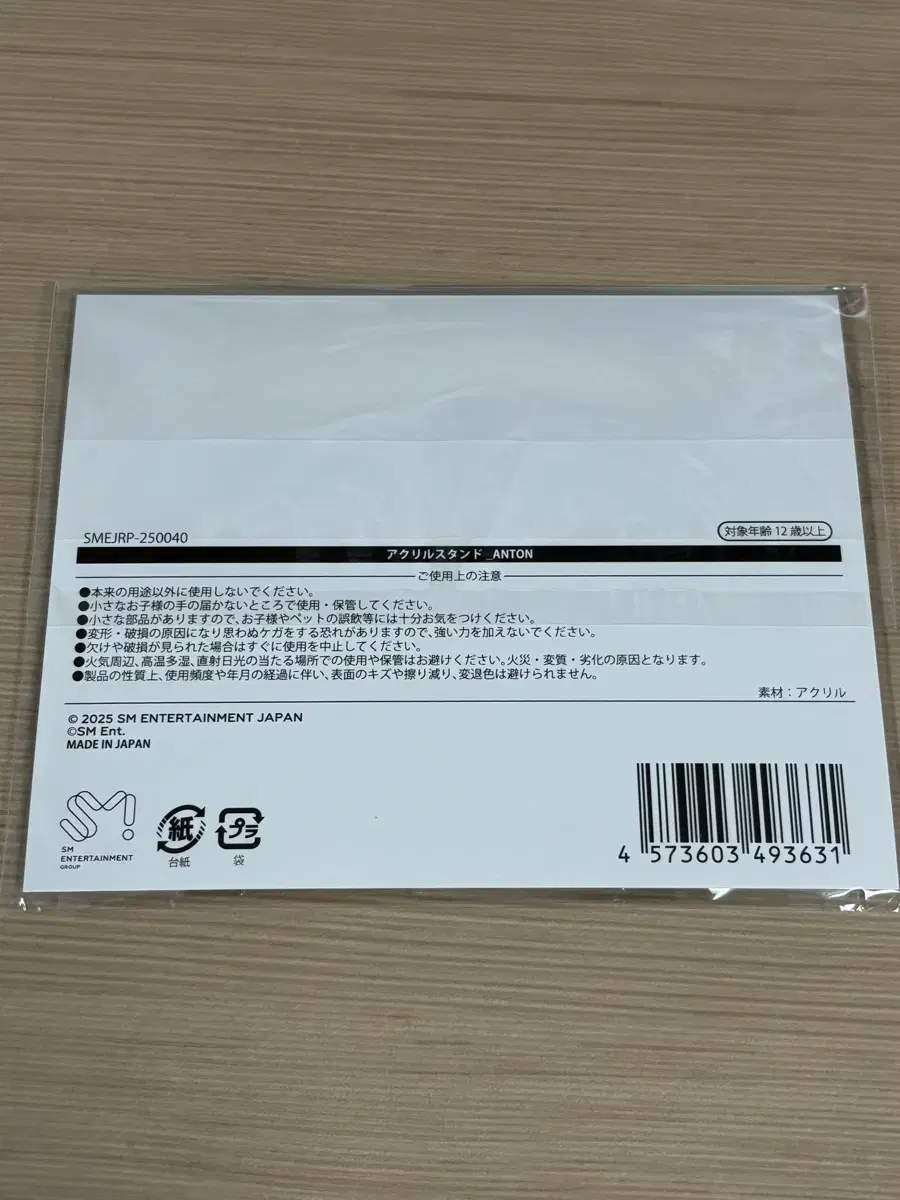 SMEJRP-250040
対象年齢 12 歳以上
アクリルスタンド_ANTON
ご使用上の注意
●本来の用途以外に使用しないでください。
●小さなお子様の手の届かないところで使用・保管してください。
●小さな部品がありますので、お子様やペットの誤飲等には十分お気をつけください。
●変形・破損の原因になり思わぬケガをする恐れがありますので、強い力を加えないでください。
●欠けや破損が見られた場合はすぐに使用を中止してください。
●火気周辺、高温多湿、直射日光の当たる場所での使用や保管はお避けください。火災・変質・劣化の原因となります。
●製品の性質上、使用頻度や年月の経過に伴い、表面のキズや擦り減り、変退色は避けられません。
素材：アクリル
© 2025 SM ENTERTAINMENT JAPAN
©SM Ent.
MADE IN JAPAN
SM!
SM
ENTERTAINMENT
GROUP
紙
台紙
プラ
袋
4 573603 493631